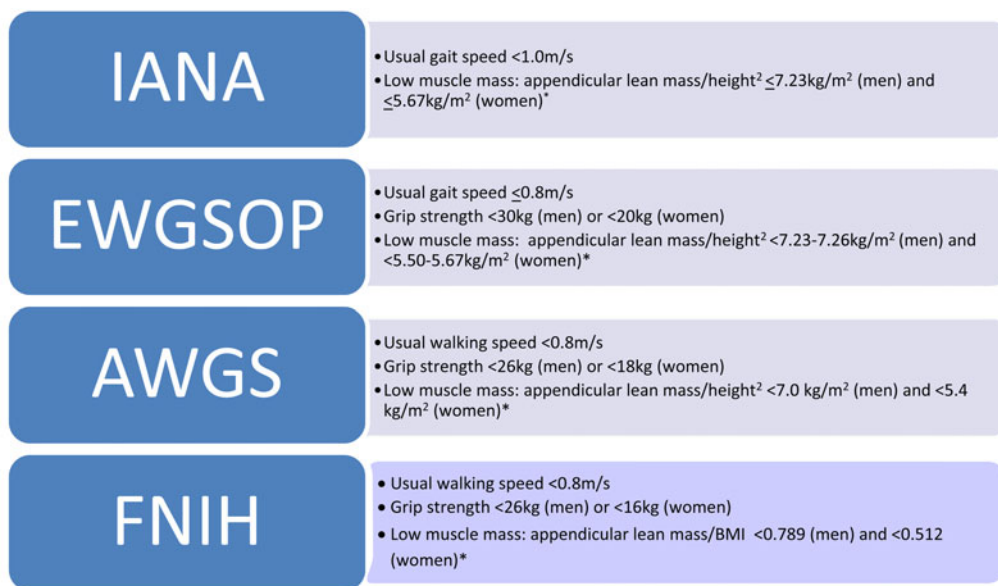 IANA
•Usual gait speed <1.0m/s
•Low muscle mass: appendicular lean mass/height² ≤7.23kg/m² (men) and
≤5.67kg/m² (women)*
EWGSOP
•Usual gait speed ≤0.8m/s
•Grip strength <30kg (men) or <20kg (women)
•Low muscle mass:  appendicular lean mass/height² <7.23-7.26kg/m² (men) and
<5.50-5.67kg/m² (women)*
AWGS
•Usual walking speed <0.8m/s
•Grip strength <26kg (men) or <18kg (women)
•Low muscle mass: appendicular lean mass/height² <7.0 kg/m² (men) and <5.4
kg/m² (women)*
FNIH
• Usual walking speed <0.8m/s
• Grip strength <26kg (men) or <16kg (women)
• Low muscle mass: appendicular lean mass/BMI  <0.789 (men) and <0.512
(women)*